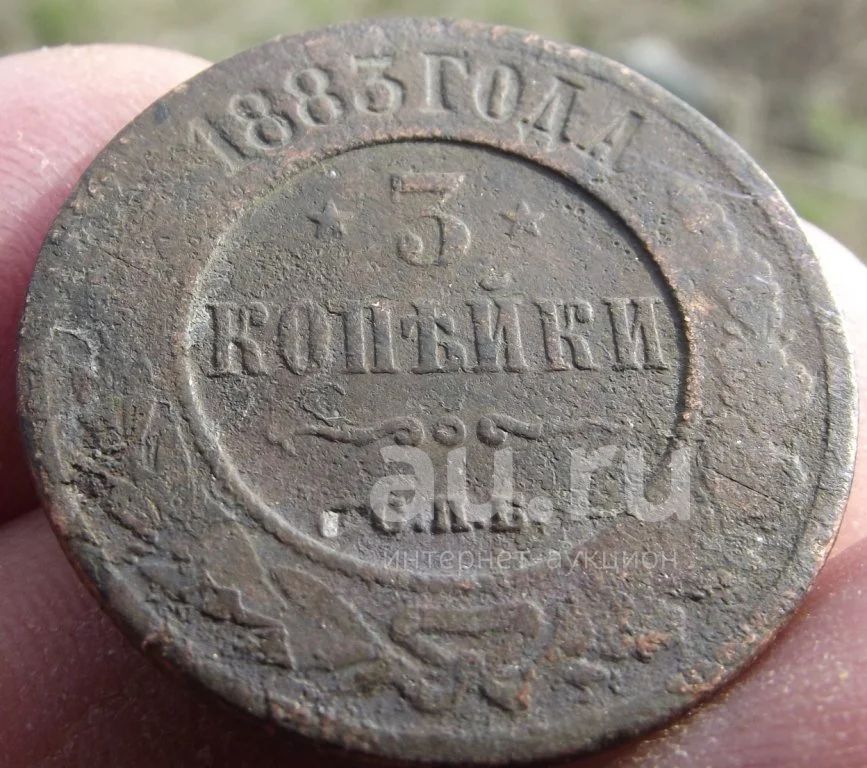 1883 ГОДА
3
КОПѢЙКИ
С.П.Б.
au.ru
интернет-аукцион